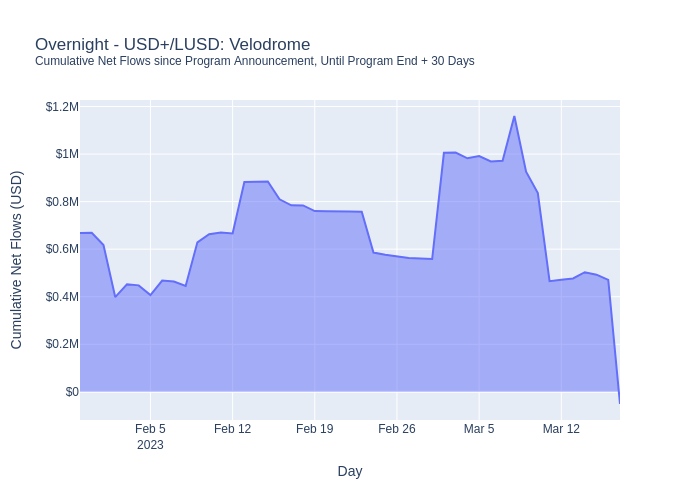 Overnight - USD+/LUSD: Velodrome
Cumulative Net Flows since Program Announcement, Until Program End + 30 Days
Cumulative Net Flows (USD)
$1.2M
$1M
$0.8M
$0.6M
$0.4M
$0.2M
$0
Feb 5 Feb 12 Feb 19 Feb 26 Mar 5 Mar 12
2023
Day